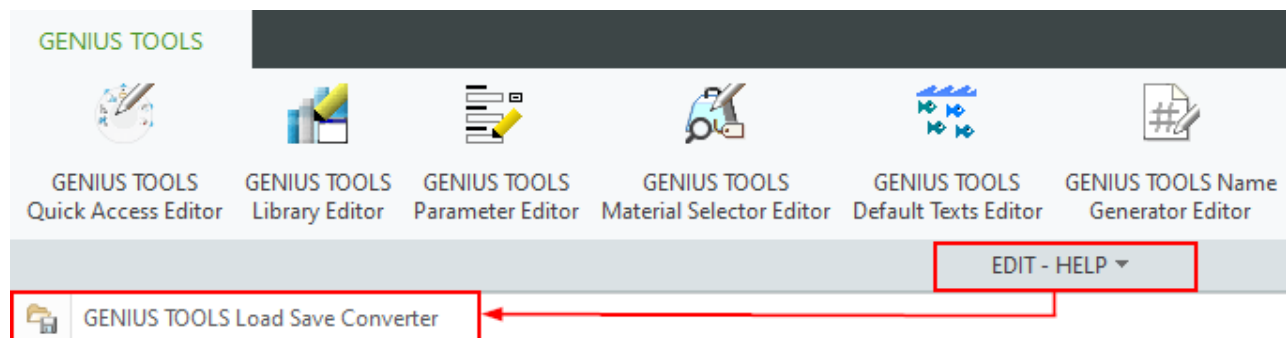 GENIUS TOOLS
GENIUS TOOLS
Quick Access Editor
GENIUS TOOLS
Library Editor
GENIUS TOOLS
Parameter Editor
GENIUS TOOLS
Material Selector Editor
GENIUS TOOLS
Default Texts Editor
GENIUS TOOLS Name
Generator Editor
EDIT - HELP
GENIUS TOOLS Load Save Converter